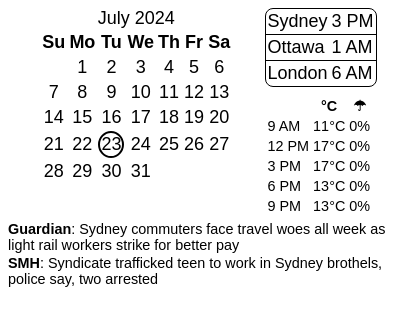 July 2024
Su Mo Tu We Th Fr Sa
1 2 3 4 5 6
7 8 9 10 11 12 13
14 15 16 17 18 19 20
21 22 23 24 25 26 27
28 29 30 31
Sydney 3 PM
Ottawa 1 AM
London 6 AM
°C ☂
9 AM 11°C 0%
12 PM 17°C 0%
3 PM 17°C 0%
6 PM 13°C 0%
9 PM 13°C 0%
Guardian: Sydney commuters face travel woes all week as
light rail workers strike for better pay
SMH: Syndicate trafficked teen to work in Sydney brothels,
police say, two arrested